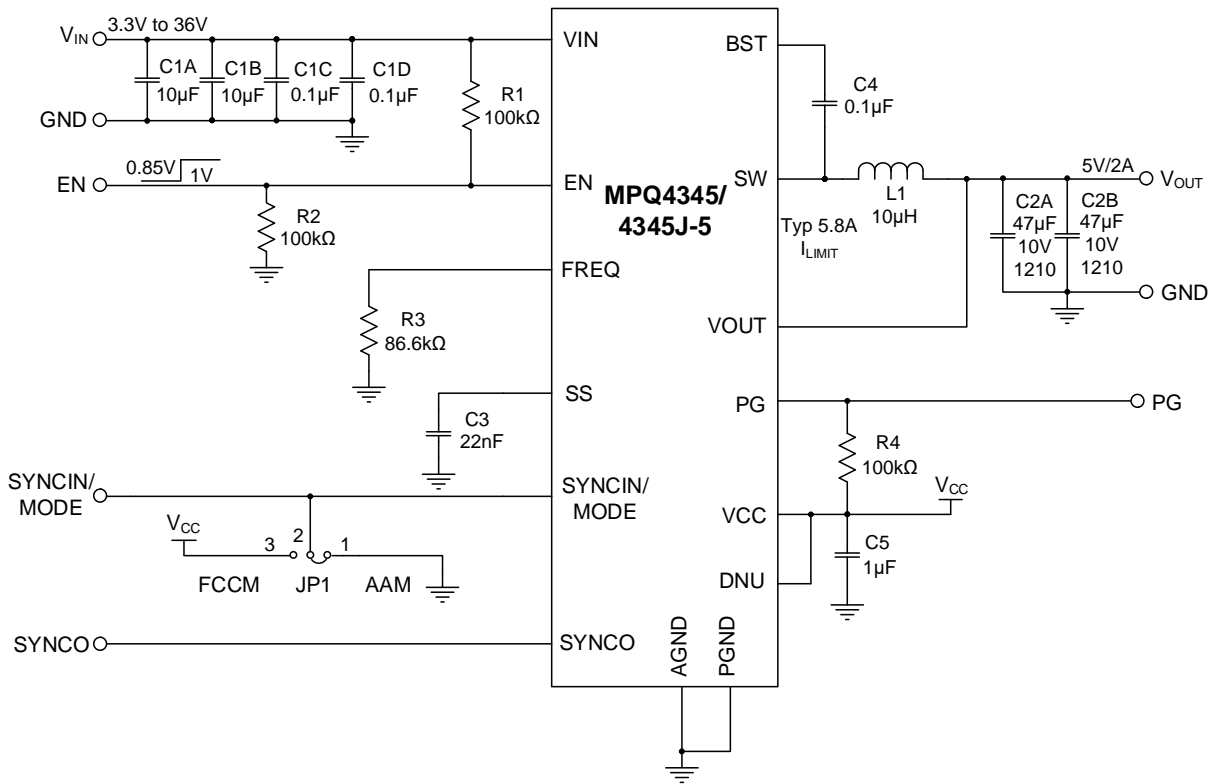 VIN 3.3V to 36V
C1A
10µF
C1B
10µF
C1C
0.1µF
C1D
0.1µF
GND
R1
100kΩ
EN
0.85V
1V
R2
100kΩ
R3
86.6kΩ
C3
22nF
SYNCIN/
MODE
VCC
3
2
1
FCCM
JP1
AAM
SYNCO
VIN
EN
FREQ
SS
SYNCIN/
MODE
SYNCO
MPQ4345/
4345J-5
BST
SW
VOUT
PG
VCC
DNU
AGND
PGND
C4
0.1µF
L1
10µH
Typ 5.8A
ILIMIT
5V/2A
VOUT
C2A
47µF
10V
1210
C2B
47µF
10V
1210
GND
PG
R4
100kΩ
VCC
C5
1µF